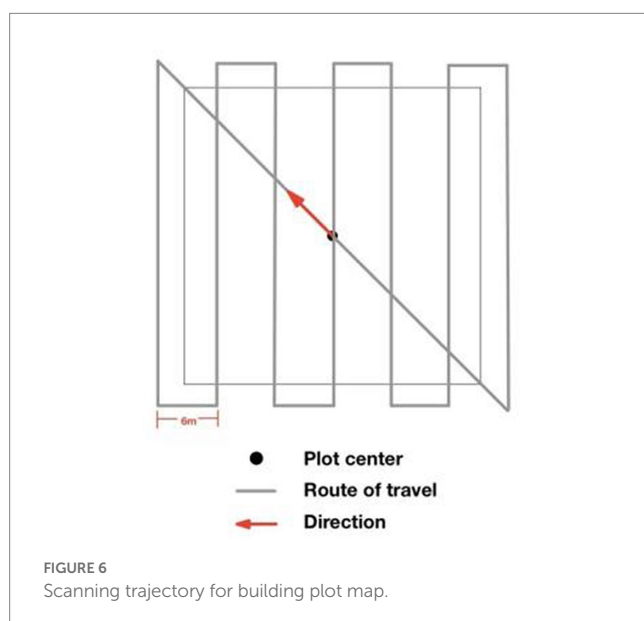 6m
Plot center
Route of travel
Direction
FIGURE 6
Scanning trajectory for building plot map.